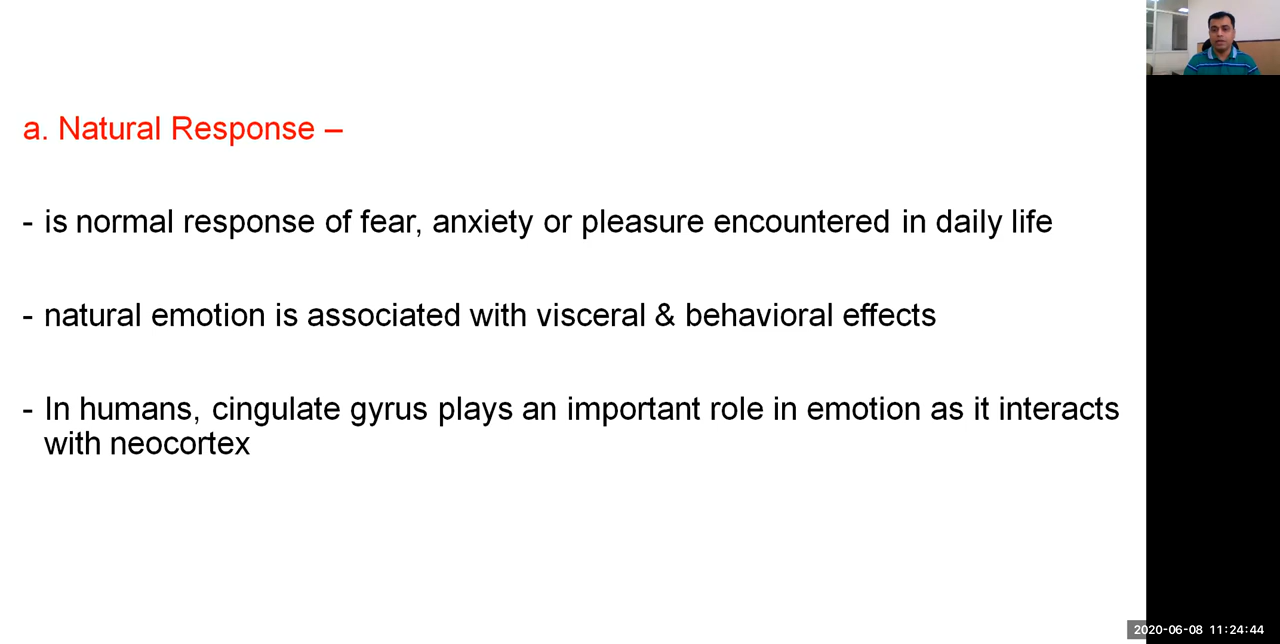 a. Natural Response –
- is normal response of fear, anxiety or pleasure encountered in daily life
- natural emotion is associated with visceral & behavioral effects
- In humans, cingulate gyrus plays an important role in emotion as it interacts
with neocortex
2020-06-08 11:24:44